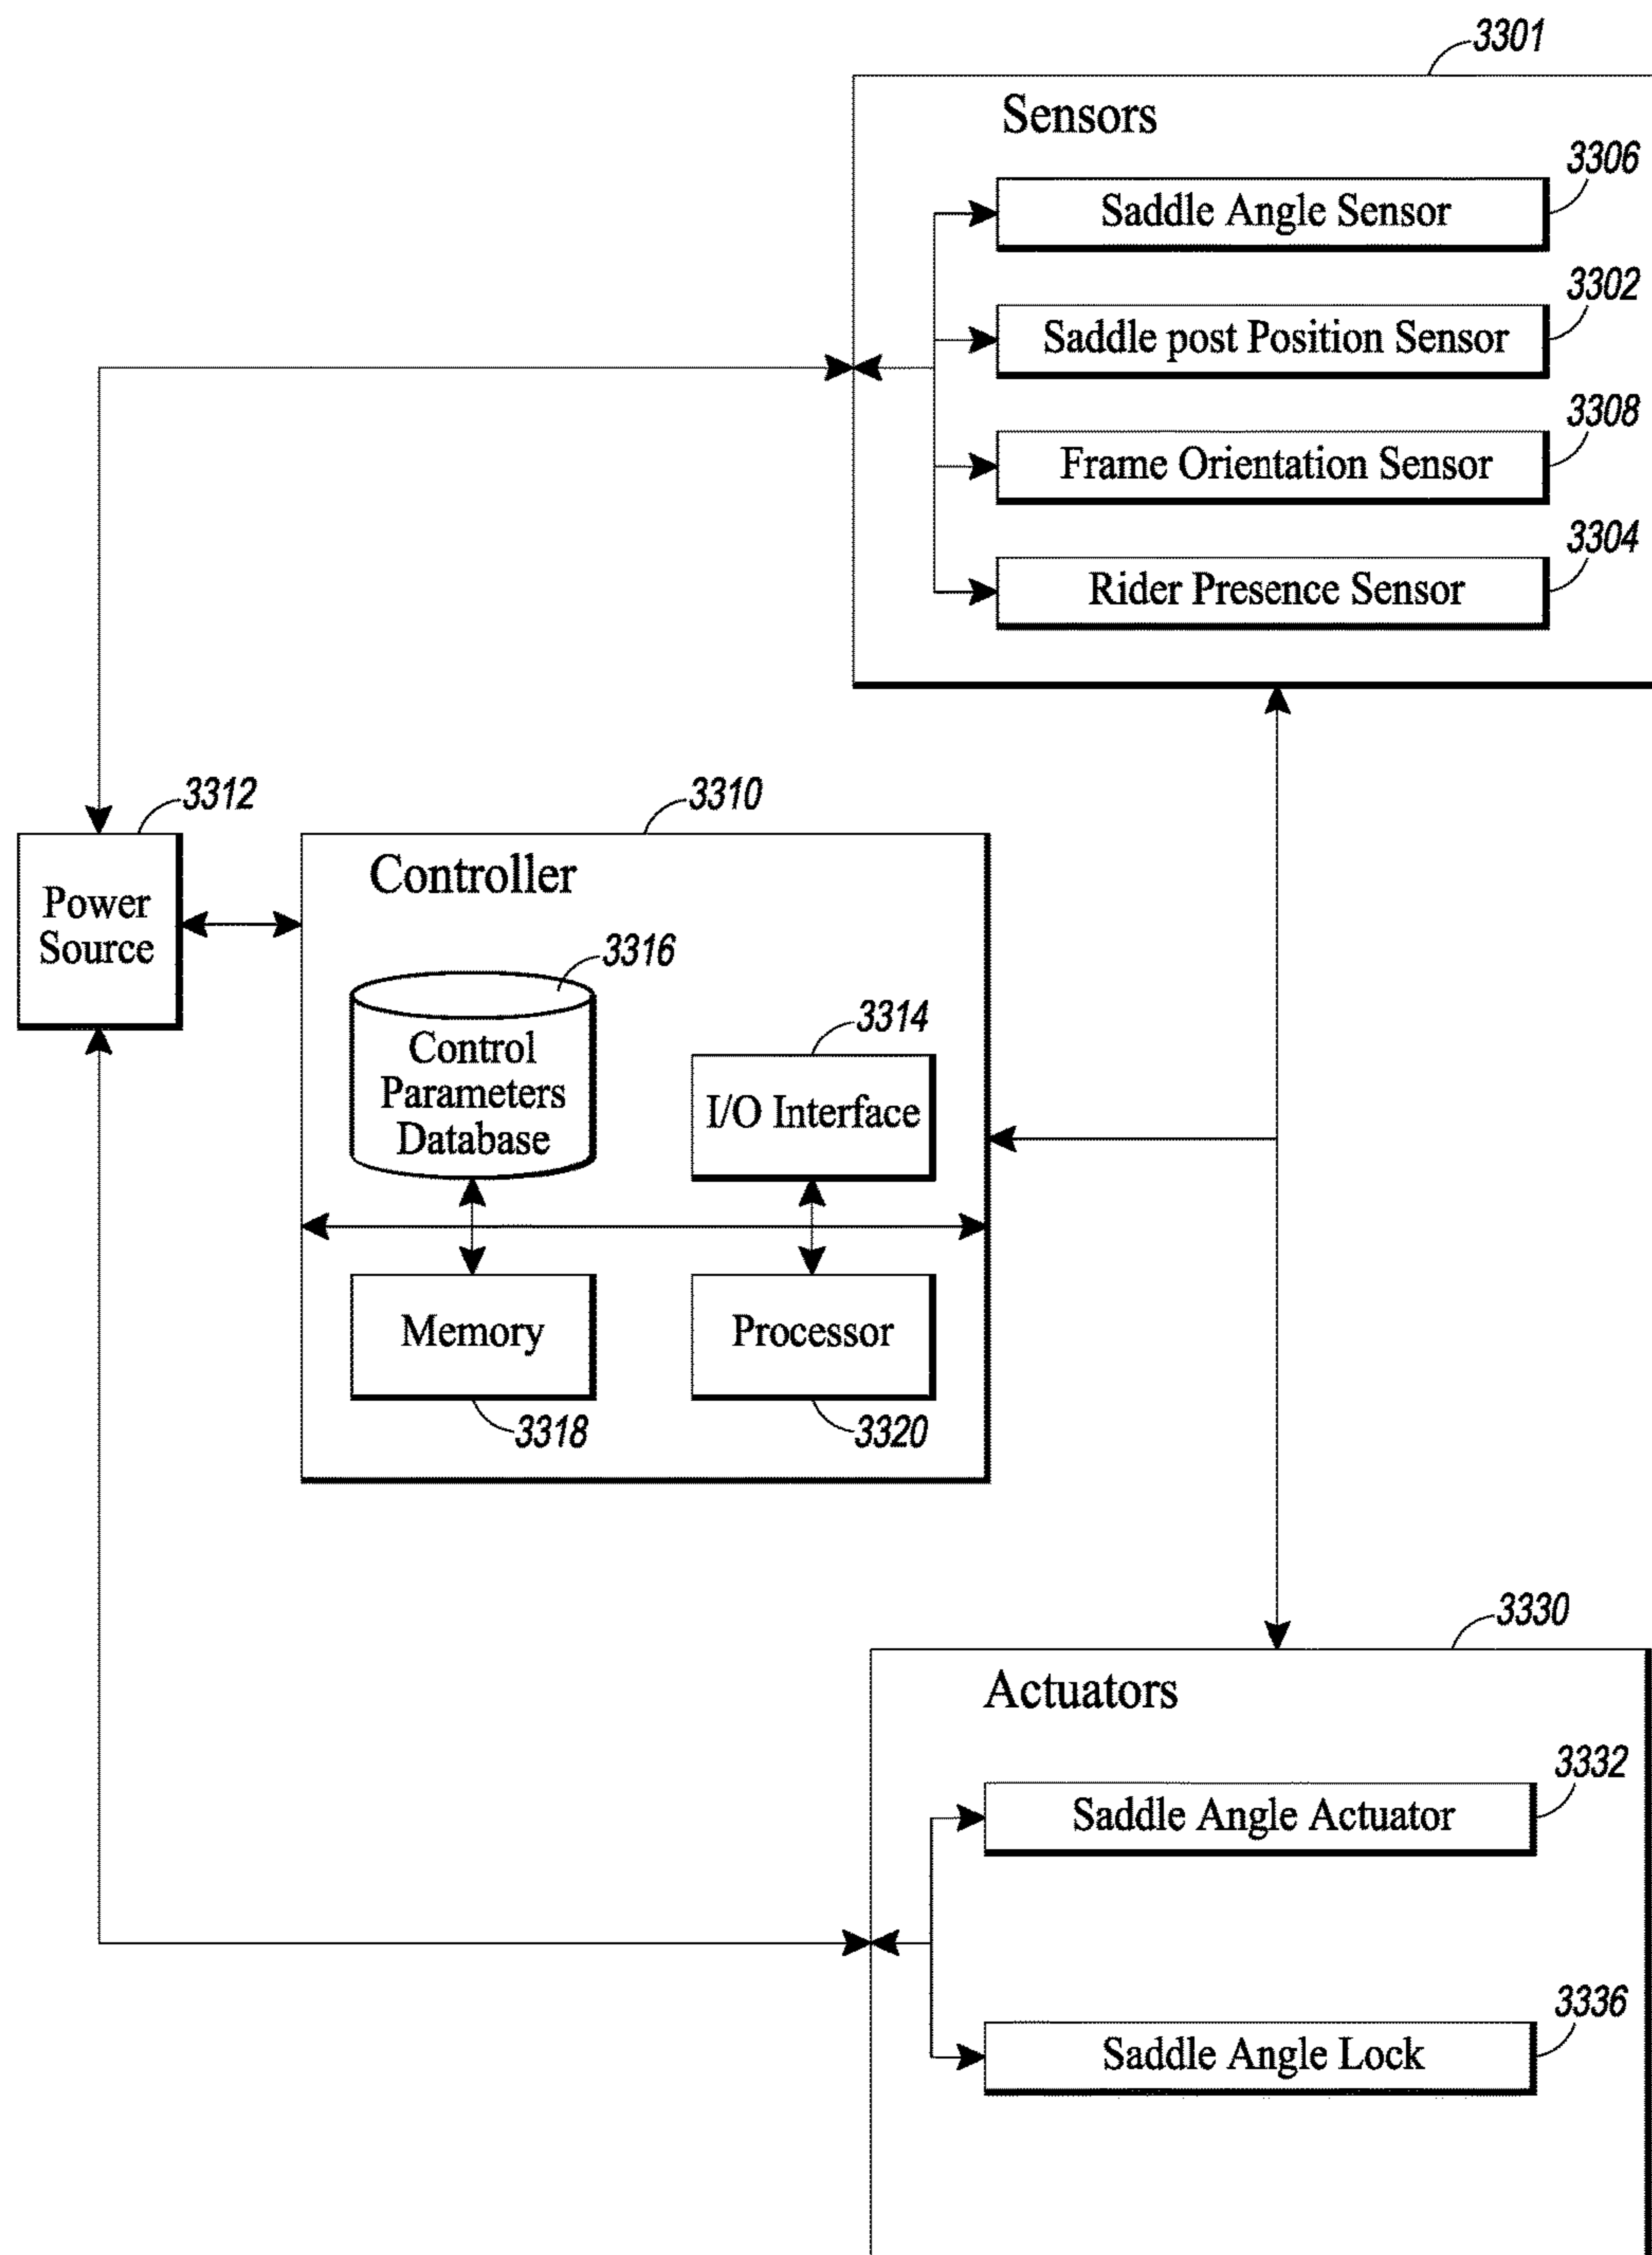 3301
Sensors
3306
Saddle Angle Sensor
3302
Saddle post Position Sensor
3308
Frame Orientation Sensor
3304
Rider Presence Sensor
3312
Power
Source
3310
Controller
3316
Control
Parameters
Database
3314
I/O Interface
Memory
3318
Processor
3320
3330
Actuators
3332
Saddle Angle Actuator
3336
Saddle Angle Lock